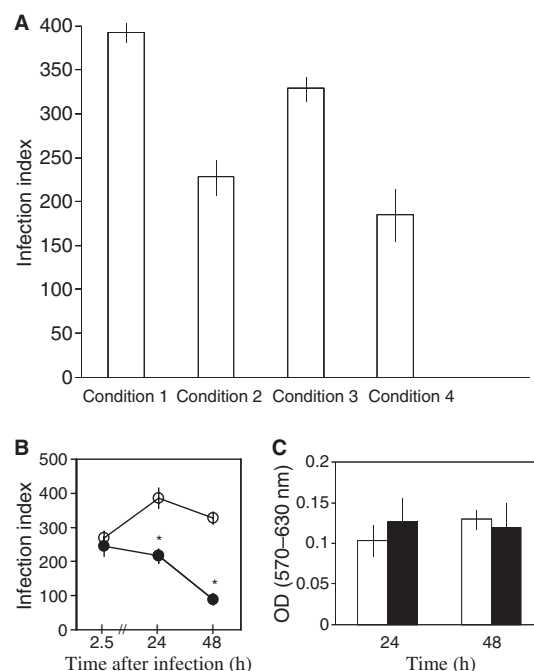 A
Infection index
400
350
300
250
200
150
100
50
0
Condition 1 Condition 2 Condition 3 Condition 4
B
Infection index
500
400
300
200
100
0
*
*
2.5 // 24 48
Time after infection (h)
C
OD (570–630 nm)
0.2
0.15
0.1
0.05
0
24 48
Time (h)